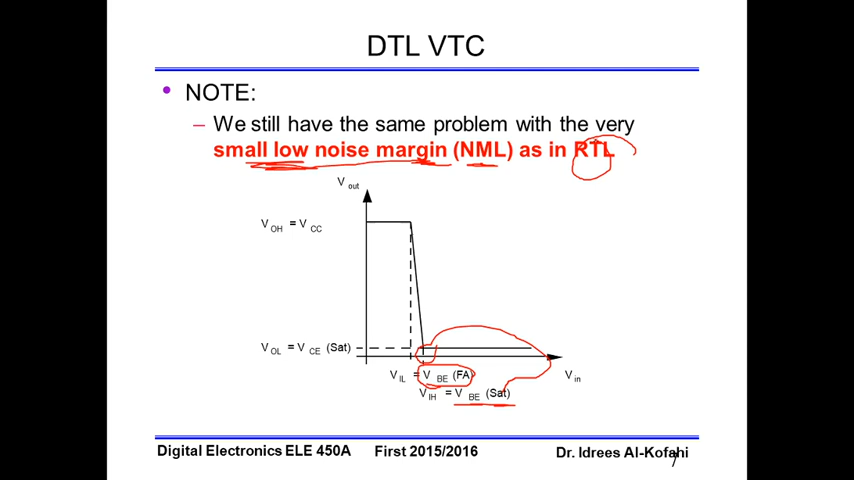 DTL VTC
• NOTE:
– We still have the same problem with the very
small low noise margin (NML) as in RTL
V out
V OH = V CC
V OL = V CE (Sat)
V IL = V BE (FA)
V in
V IH = V BE (Sat)
Digital Electronics ELE 450A First 2015/2016 Dr. Idrees Al-Kofahi
7